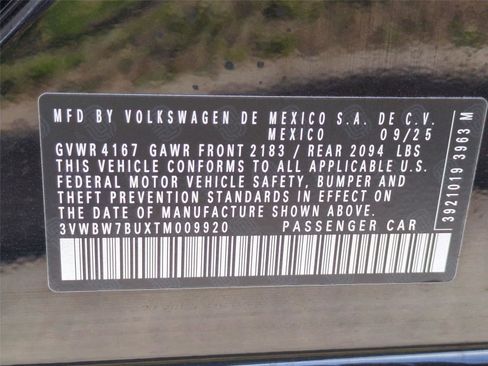 MFD BY VOLKSWAGEN DE MEXICO S.A. DE C.V.
MEXICO 09/25
GVWR 4167 GAWR FRONT 2183 / REAR 2094 LBS
THIS VEHICLE CONFORMS TO ALL APPLICABLE U.S.
FEDERAL MOTOR VEHICLE SAFETY, BUMPER AND
THEFT PREVENTION STANDARDS IN EFFECT ON THE
DATE OF MANUFACTURE SHOWN ABOVE.
3VWBW7BUXTM009920 PASSENGER CAR
3921019 3963 M